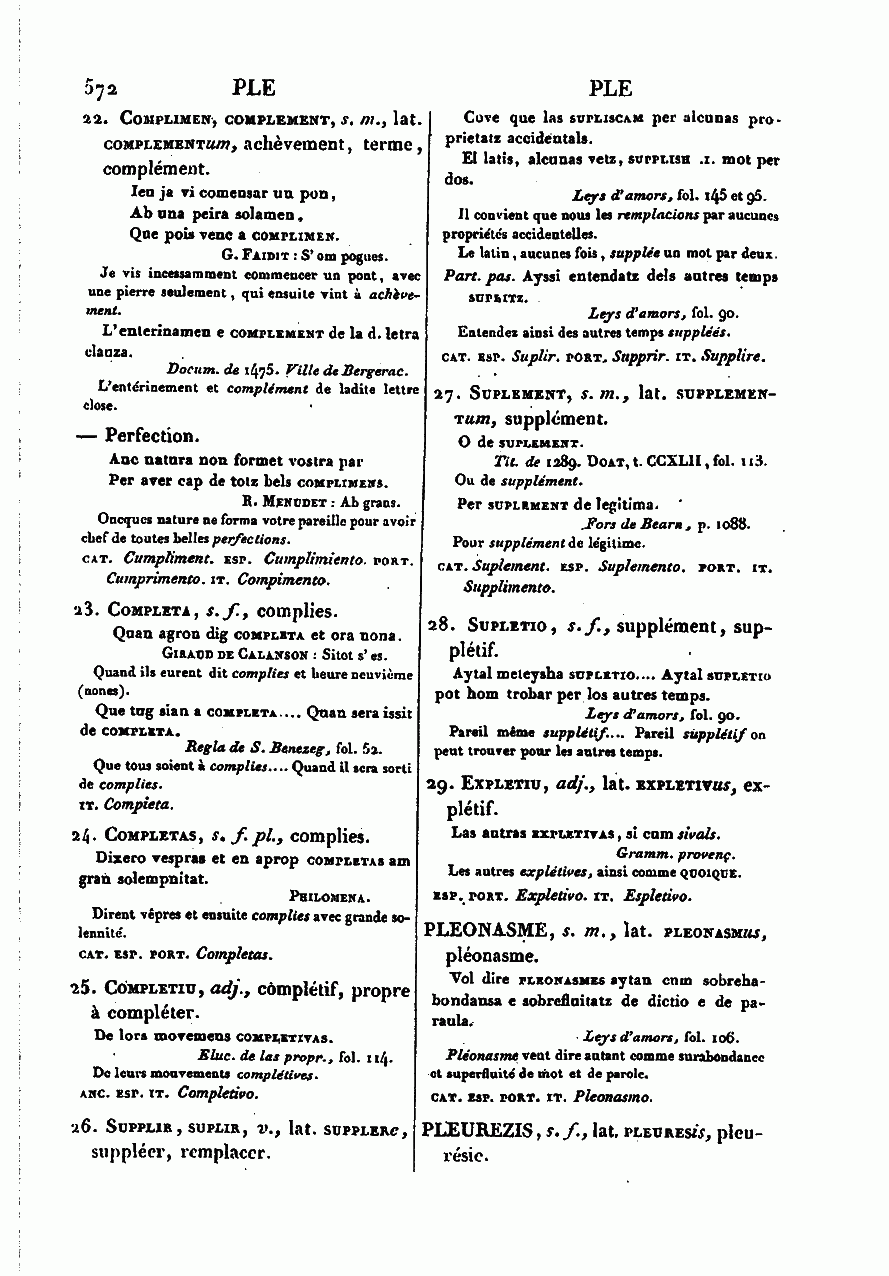 572 PLE PLE
22. COMPLIMEN, COMPLEMENT, s. m., lat.
COMPLEMENTum, achèvement, terme,
complément.
Ieu ja vi comensar un pon,
Ab una peira solamen,
Que pois venc a COMPLIMEN.
G. FAIDIT : S' om pogues.
Je vis incessamment commencer un pont, avec
une pierre seulement, qui ensuite vint à achève-
ment.
L'enterinamen e COMPLEMENT de la d. letra
clauza.
Docum. de 1475. Ville de Bergerac.
L'entérinement et complément de ladite lettre
close.
— Perfection.
Anc natura non formet vostra par
Per aver cap de totz bels COMPLIMENS.
R. MENUDET : Ab grans.
Oncques nature ne forma votre pareille pour avoir
chef de toutes belles perfections.
CAT. Cumpliment. ESP. Cumplimiento. PORT.
Cumprimento. IT. Compimento.
23. COMPLETA, s. f., complies.
Quan agron dig COMPLETA et ora nona.
GIRAUD DE CALANSON : Sitot s' es.
Quand ils eurent dit complies et heure neuvième
(nones).
Que tug sian a COMPLETA.... Quan sera issit
de COMPLETA.
Regla de S. Benezeg, fol. 52.
Que tous soient à complies.... Quand il sera sorti
de complies.
IT. Compieta.
24. COMPLETAS, s. f. pl., complies.
Dixero vespras et en aprop COMPLETAS am
gran solempnitat.
PHILOMENA.
Dirent vêpres et ensuite complies avec grande so-
lennité.
CAT. ESP. PORT. Completas.
25. COMPLETIU, adj., complétif, propre
à compléter.
De lors movemens COMPLETIVAS.
Eluc. de las propr., fol. 114.
De leurs mouvements complétives.
ANC. ESP. IT. Completivo.
26. SUPPLIR, SUPLIR, v., lat. SUPPLERe,
suppléer, remplacer.
Cove que las SUPLISCAM per alcunas pro-
prietatz accidentals.
El latis, alcunas vetz, SUPPLISH .I. mot per
dos.
Leys d'amors, fol. 145 et 96.
Il convient que nous les remplacions par aucunes
propriétés accidentelles.
Le latin, aucunes fois, supplée un mot par deux.
Part. pas. Ayssi entendatz dels autres temps
SUPLITZ.
Leys d'amors, fol. 90.
Entendez ainsi des autres temps suppléés.
CAT. ESP. Suplir. PORT. Supprir. IT. Supplire.
27. SUPLEMENT, s. m., lat. SUPPLEMEN-
Tum, supplément.
O de SUPLEMENT.
Tit. de 1289. DOAT, t. CCXLII, fol. 113.
Ou de supplément.
Per SUPLEMENT de legitima.
Fors de Bearn, p. 1088.
Pour supplément de légitime.
CAT. Suplement. ESP. Suplemento. PORT. IT.
Supplimento.
28. SUPLETIO, s. f., supplément, sup-
plétif.
Aytal meteysha SUPLETIO.... Aytal SUPLETIO
pot hom trobar per los autres temps.
Leys d'amors, fol. 90.
Pareil même supplétif.... Pareil supplétif on
peut trouver pour les autres temps.
29. EXPLETIU, adj., lat. EXPLETIVus, ex-
plétif.
Las autras EXPLETIVAS, si cum sivals.
Gramm. provenç.
Les autres explétives, ainsi comme QUOIQUE.
ESP. PORT. Expletivo. IT. Espletivo.
PLEONASME, s. m., lat. PLEONASMus,
pléonasme.
Vol dire PLEONASMES aytan cum sobreha-
bondansa e sobrefluitatz de dictio e de pa-
raula.
Leys d'amors, fol. 106.
Pléonasme veut dire autant comme surabondance
et superfluité de mot et de parole.
CAT. ESP. PORT. IT. Pleonasmo.
PLEUREZIS, s. f., lat. PLEURESis, pleu-
résie.